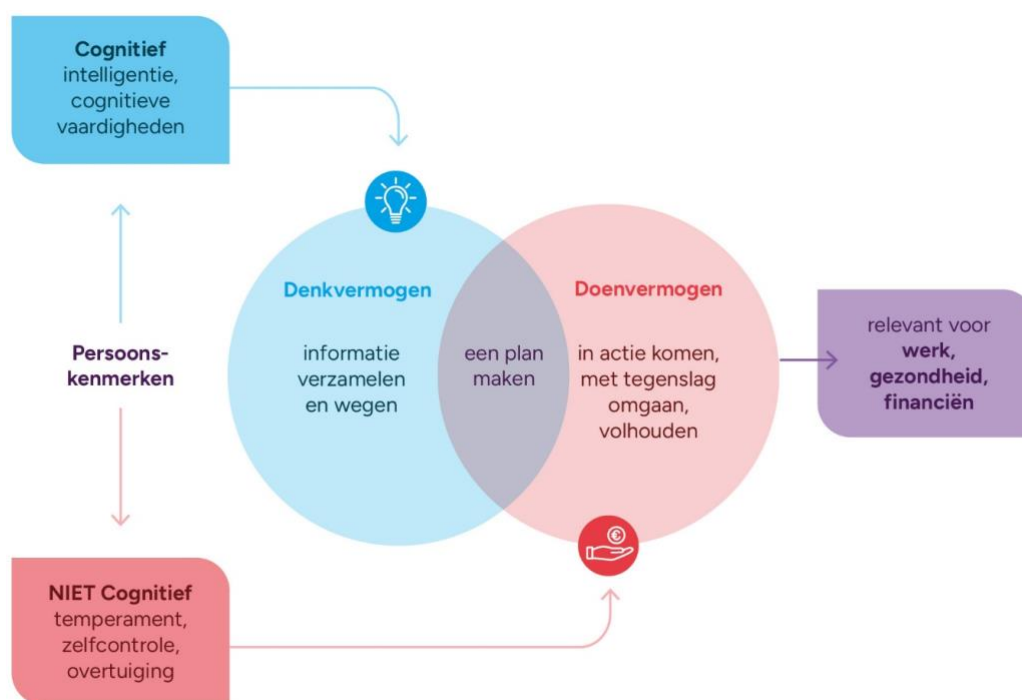 Cognitief
intelligentie,
cognitieve
vaardigheden
Persoons-
kenmerken
NIET Cognitief
temperament,
zelfcontrole,
overtuiging
Denkvermogen
informatie
verzamelen
en wegen
een plan
maken
Doenvermogen
in actie komen,
met tegenslag
omgaan,
volhouden
€
relevant voor
werk,
gezondheid,
financiën